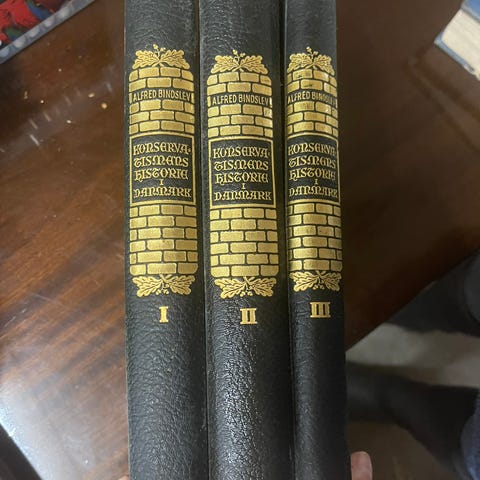 ALFRED BINDSLEV
KONSERVA-
TISMENS
HISTORIE
I
DANMARK
I
ALFRED BINDSLEV
KONSERVA-
TISMENS
HISTORIE
I
DANMARK
II
ALFRED BINDSLEV
KONSERVA-
TISMENS
HISTORIE
I
DANMARK
III